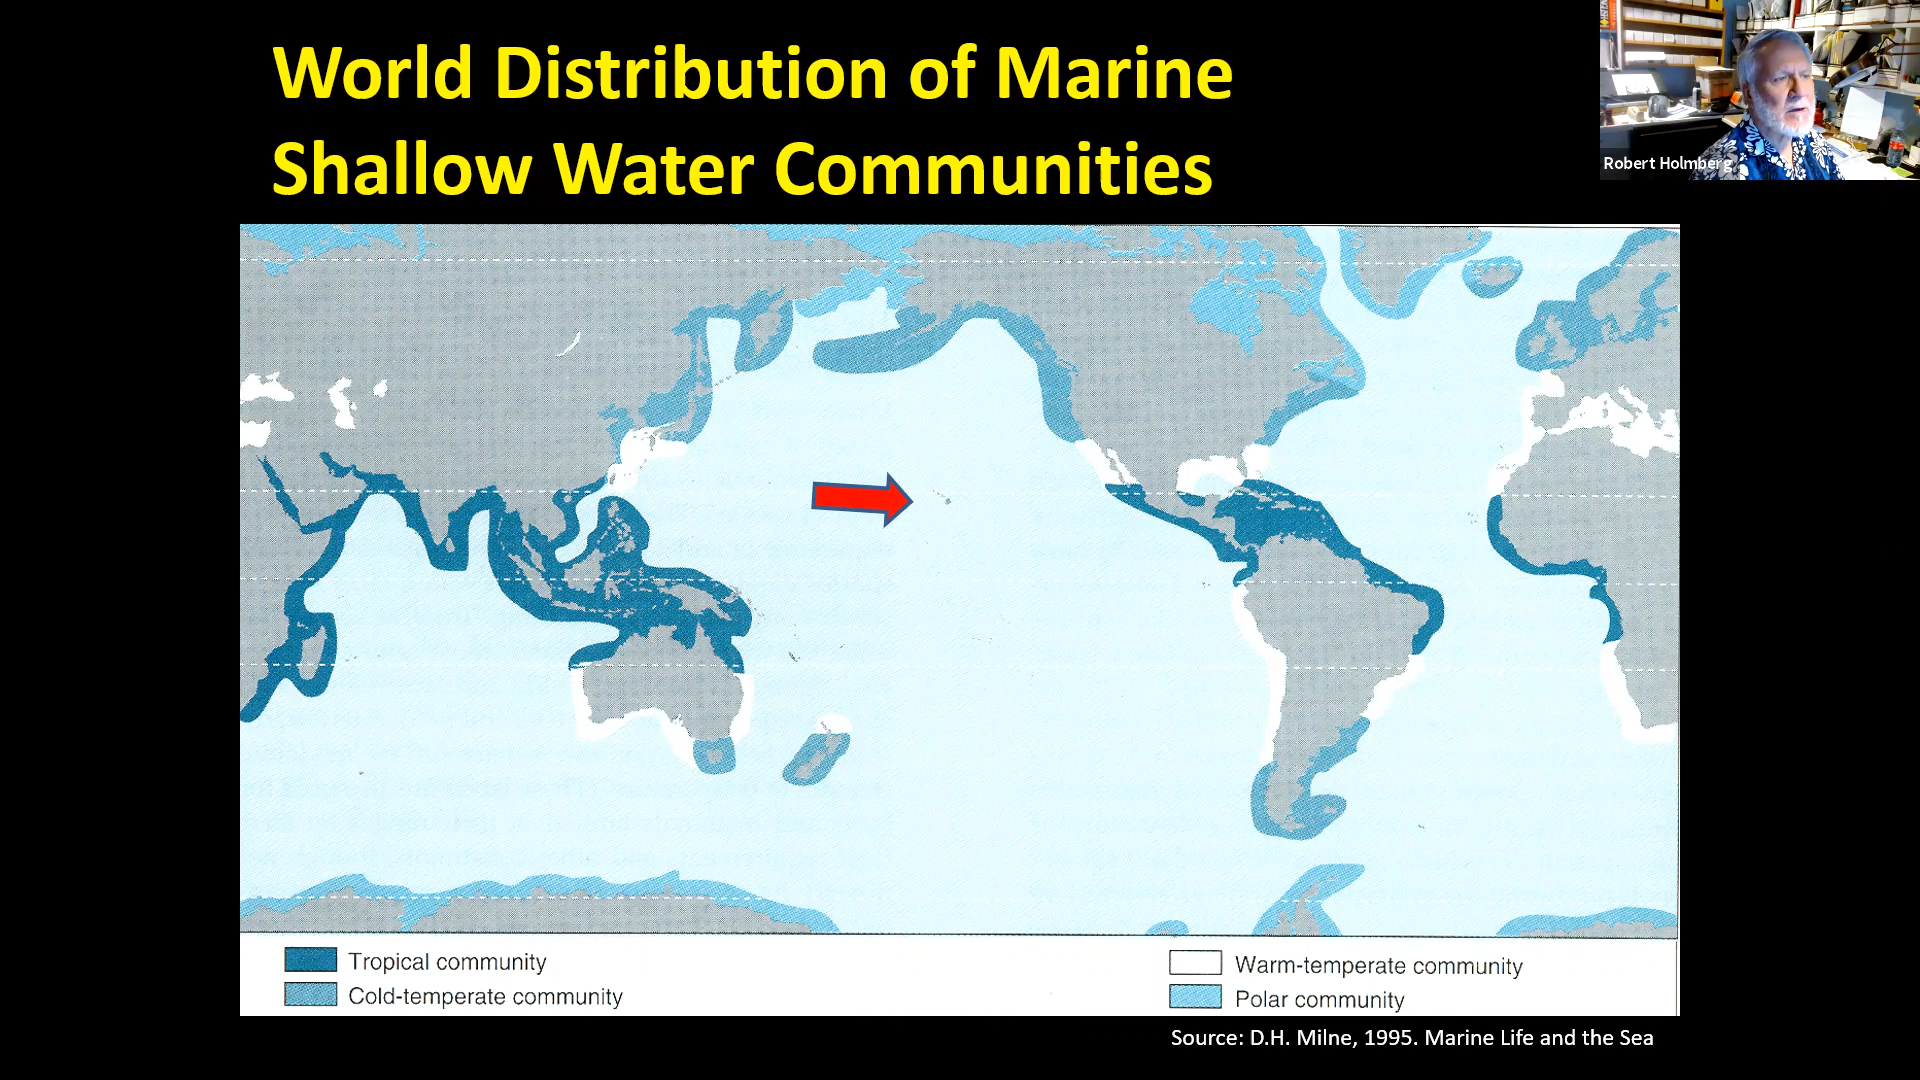 World Distribution of Marine
Shallow Water Communities
Robert Holmberg
Tropical community
Cold-temperate community
Warm-temperate community
Polar community
Source: D.H. Milne, 1995. Marine Life and the Sea